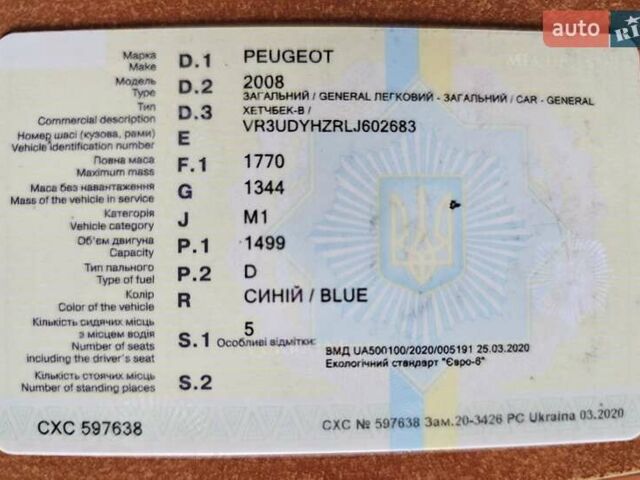 auto RI
Марка D.1 PEUGEOT
Make
Модель D.2 2008
Type ЗАГАЛЬНИЙ / GENERAL ЛЕГКОВИЙ - ЗАГАЛЬНИЙ / CAR - GENERAL
Тип D.3 ХЕТЧБЕК-В /
Commercial description VR3UDYHZRLJ602683
Номер шасі (кузова, рами) E
Vehicle identification number
Повна маса F.1 1770
Maximum mass
Маса без навантаження G 1344
Mass of the vehicle in service
Категорія J M1
Vehicle category
Об'єм двигуна P.1 1499
Capacity
Тип пального P.2 D
Type of fuel
Колір R СИНІЙ / BLUE
Color of the vehicle
Кількість сидячих місць 5
з місцем водія S.1 Особливі відмітки:
Number of seats ВМД UA500100/2020/005191 25.03.2020
including the driver's seat Екологічний стандарт "Євро-6"
Кількість стоячих місць S.2
Number of standing places
CXC 597638
CXC № 597638 Зам.20-3426 PC Ukraina 03.2020